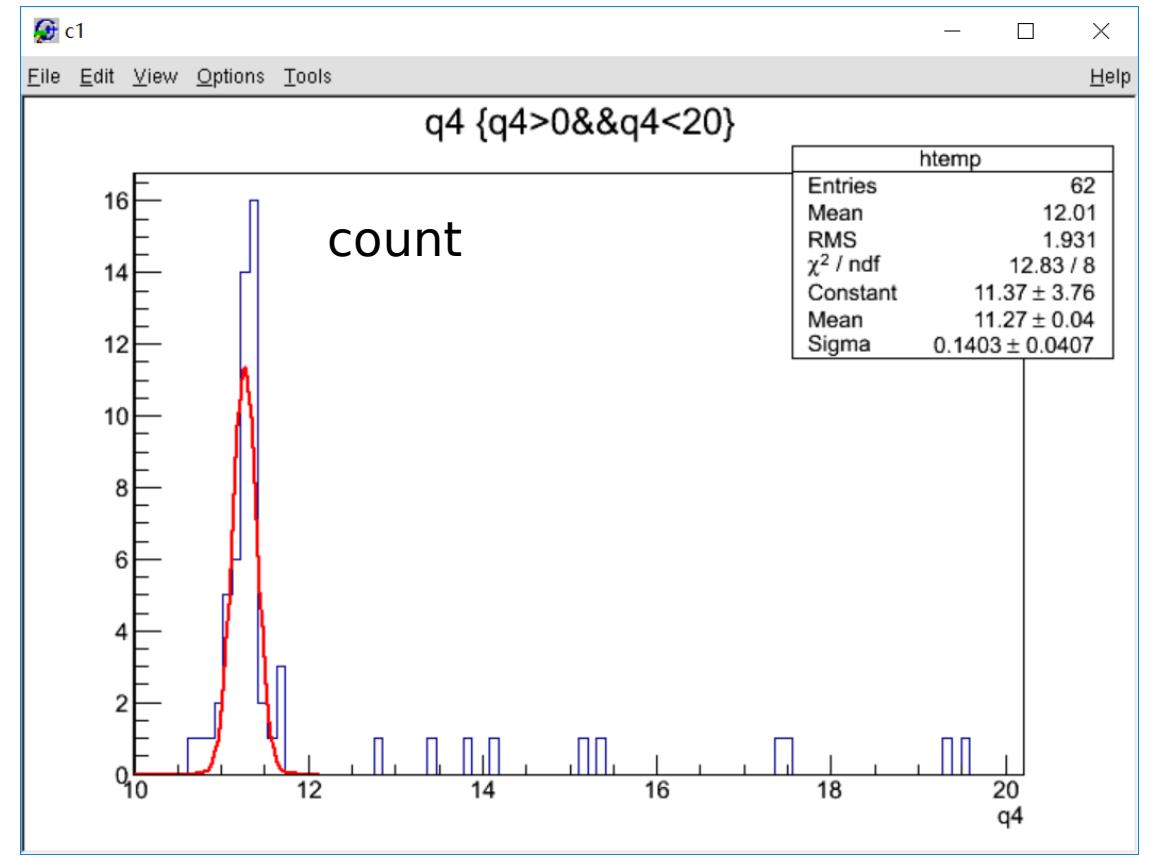 c1
File Edit View Options Tools Help
q4 {q4>0&&q4<20}
htemp
Entries 62
Mean 12.01
RMS 1.931
χ² / ndf 12.83 / 8
Constant 11.37 ± 3.76
Mean 11.27 ± 0.04
Sigma 0.1403 ± 0.0407
count
16
14
12
10
8
6
4
2
0
10 12 14 16 18 20
q4